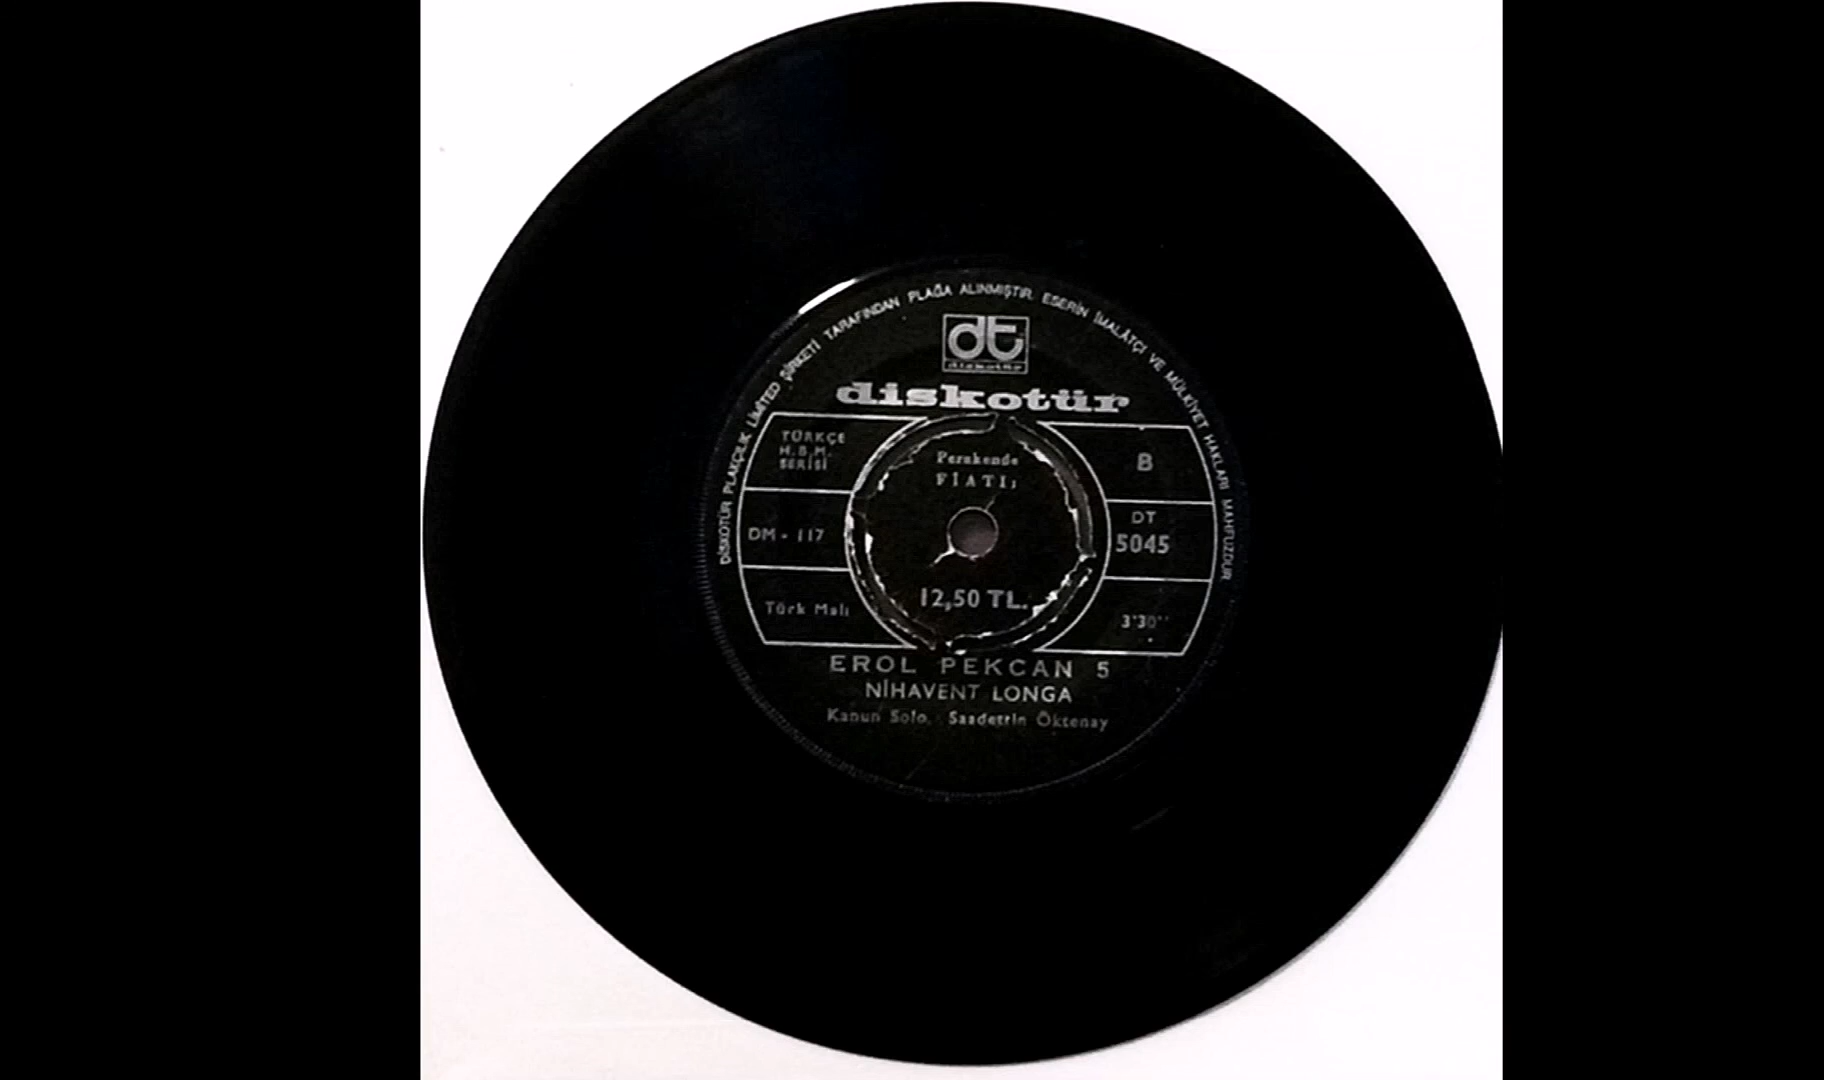 DİSKOTÜR PLAKÇILIK LİMİTED ŞİRKETİ TARAFINDAN PLAĞA ALINMIŞTIR. ESERİN İMALÂTÇI VE MÜLKİYET HAKLARI MAHFUZDUR
dt
diskotür
diskotür
TÜRKÇE
H.B.M.
SERİSİ
Perakende
FİATI:
B
DM - 117
DT
5045
12,50 TL.
Türk Malı
3'30''
EROL PEKCAN 5
NİHAVENT LONGA
Kanun Solo. Saadettin Öktenay